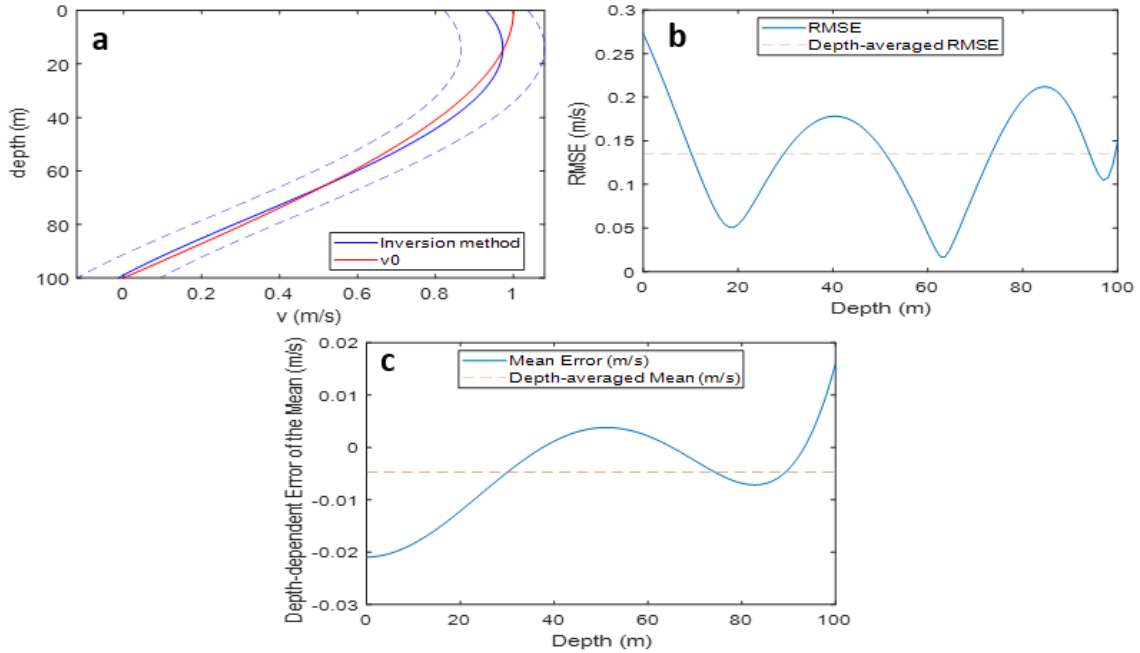 a
0
20
40
60
80
100
depth (m)
0
0.2
0.4
0.6
0.8
1
v (m/s)
Inversion method
v0
b
0.3
0.25
0.2
0.15
0.1
0.05
0
RMSE (m/s)
0
20
40
60
80
100
Depth (m)
RMSE
Depth-averaged RMSE
c
0.02
0.01
0
-0.01
-0.02
-0.03
Depth-dependent Error of the Mean (m/s)
0
20
40
60
80
100
Depth (m)
Mean Error (m/s)
Depth-averaged Mean (m/s)